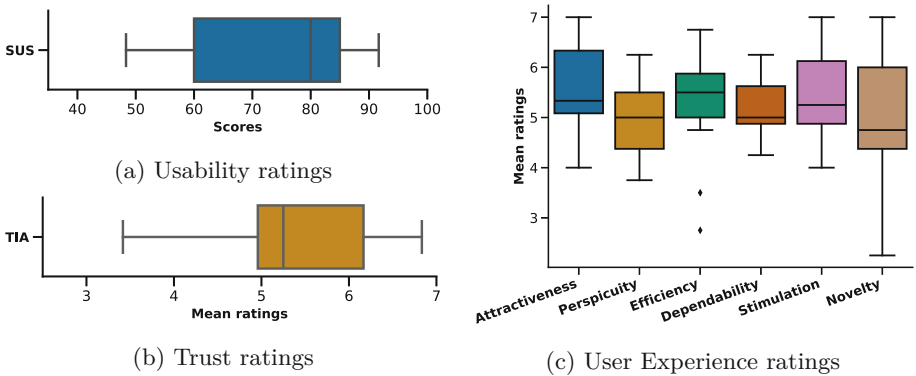 SUS
40 50 60 70 80 90 100
Scores
(a) Usability ratings
TIA
3 4 5 6 7
Mean ratings
(b) Trust ratings
7
6
5
4
3
Mean ratings
Attractiveness Perspicuity Efficiency Dependability Stimulation Novelty
(c) User Experience ratings